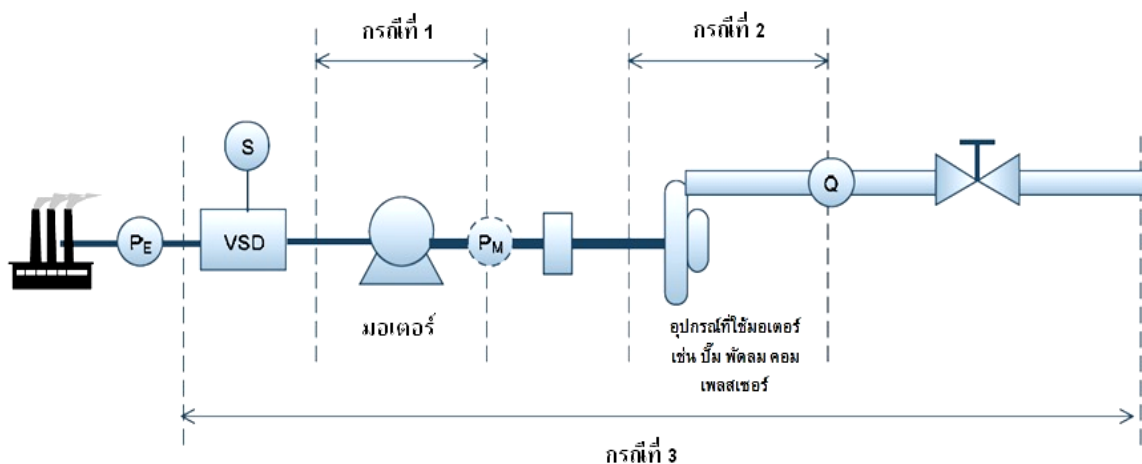 กรณีที่ 1
กรณีที่ 2
S
Q
P_E
VSD
P_M
มอเตอร์
อุปกรณ์ที่ใช้มอเตอร์
เช่น ปั๊ม พัดลม คอม
เพลสเซอร์
กรณีที่ 3